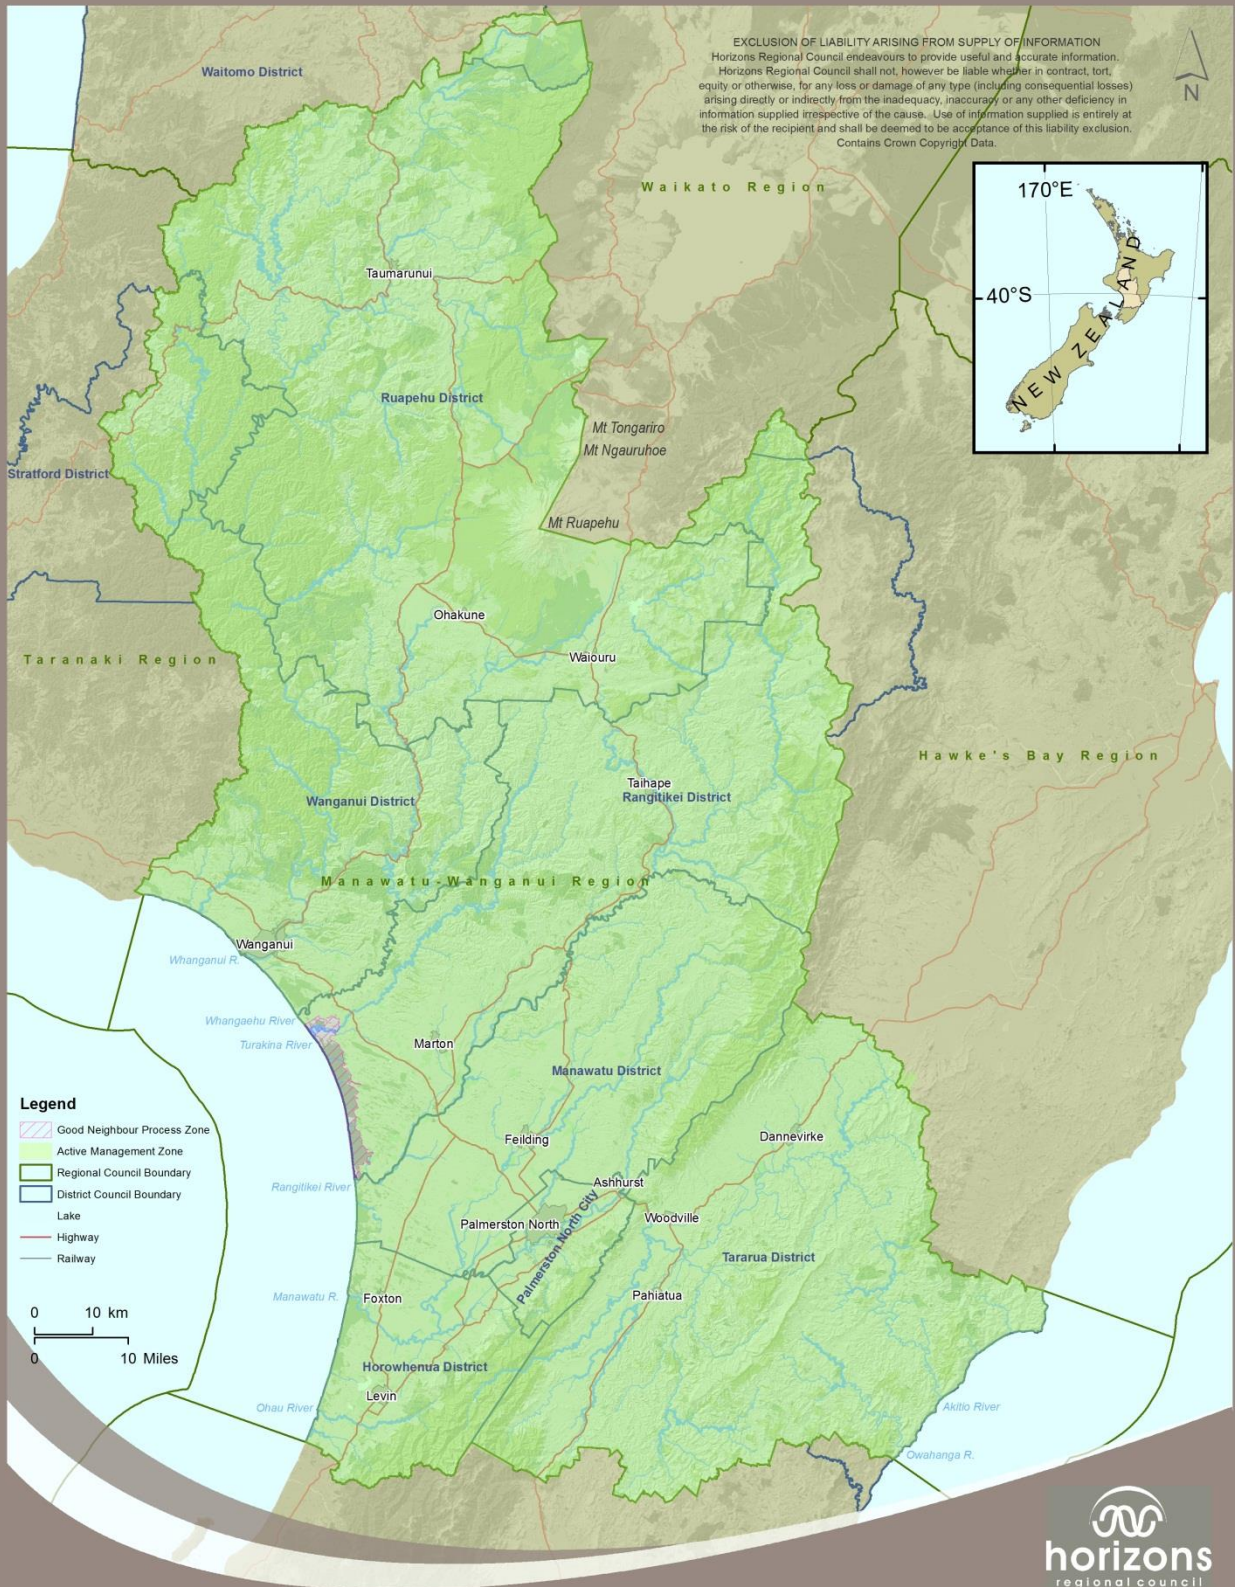 EXCLUSION OF LIABILITY ARISING FROM SUPPLY OF INFORMATION
Horizons Regional Council endeavours to provide useful and accurate information.
Horizons Regional Council shall not, however be liable whether in contract, tort,
equity or otherwise, for any loss or damage of any type (including consequential losses)
arising directly or indirectly from the inadequacy, inaccuracy or any other deficiency in
information supplied irrespective of the cause. Use of information supplied is entirely at
the risk of the recipient and shall be deemed to be acceptance of this liability exclusion.
Contains Crown Copyright Data.
N
Waitomo District
Waikato Region
170°E
40°S
NEW ZEALAND
Taumarunui
Ruapehu District
Mt Tongariro
Mt Ngauruhoe
Stratford District
Mt Ruapehu
Ohakune
Waiouru
Taranaki Region
Hawke's Bay Region
Taihape
Rangitikei District
Wanganui District
Manawatu-Wanganui Region
Wanganui
Whanganui R.
Whangaehu River
Turakina River
Marton
Manawatu District
Legend
Good Neighbour Process Zone
Active Management Zone
Regional Council Boundary
District Council Boundary
Lake
Highway
Railway
0 10 km
0 10 Miles
Feilding
Dannevirke
Rangitikei River
Ashhurst
Palmerston North
Woodville
Palmerston North City
Tararua District
Manawatu R.
Foxton
Pahiatua
Horowhenua District
Levin
Ohau River
Akitio River
Owahanga R.
horizons
regional council